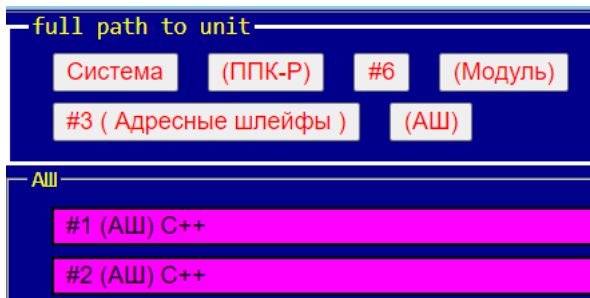 full path to unit
Система (ППК-Р) #6 (Модуль)
#3 ( Адресные шлейфы ) (АШ)
АШ
#1 (АШ) C++
#2 (АШ) C++